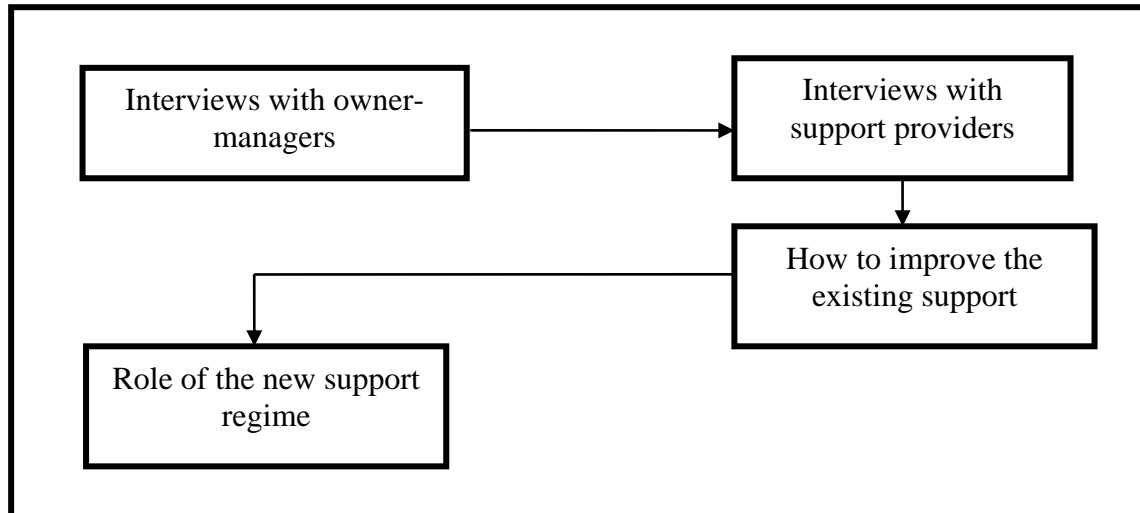 Interviews with owner-
managers
Interviews with
support providers
How to improve the
existing support
Role of the new support
regime